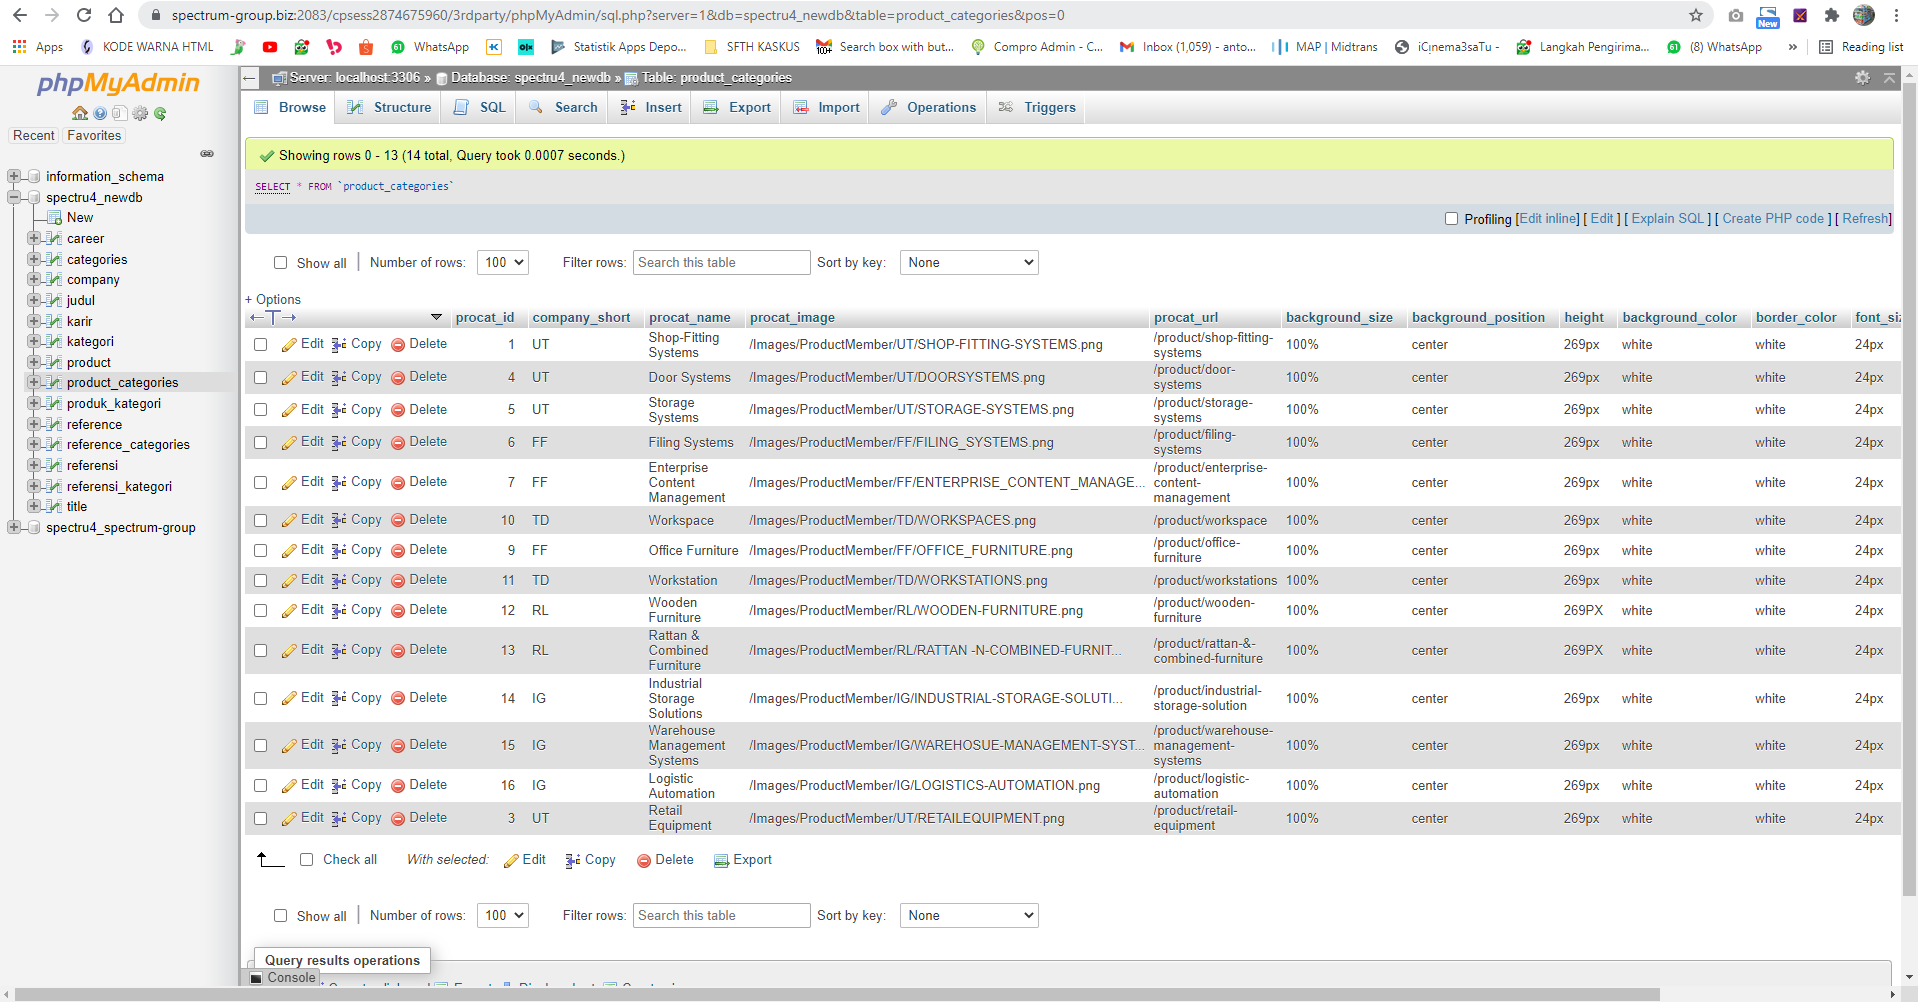 spectrum-group.biz:2083/cpsess2874675960/3rdparty/phpMyAdmin/sql.php?server=1&db=spectru4_newdb&table=product_categories&pos=0
New
Apps KODE WARNA HTML WhatsApp Statistik Apps Depo... SFTH KASKUS Search box with but... Compro Admin - C... Inbox (1,059) - anto... MAP | Midtrans iCinema3saTu - Langkah Pengirima... (8) WhatsApp » Reading list
phpMyAdmin
Recent Favorites
information_schema
spectru4_newdb
New
career
categories
company
judul
karir
kategori
product
product_categories
produk_kategori
reference
reference_categories
referensi
referensi_kategori
title
spectru4_spectrum-group
Server: localhost:3306 » Database: spectru4_newdb » Table: product_categories
Browse Structure SQL Search Insert Export Import Operations Triggers
Showing rows 0 - 13 (14 total, Query took 0.0007 seconds.)
SELECT * FROM `product_categories`
Profiling [Edit inline] [ Edit ] [ Explain SQL ] [ Create PHP code ] [ Refresh]
Show all | Number of rows: 100 Filter rows: Search this table Sort by key: None
+ Options
←T→ procat_id company_short procat_name procat_image procat_url background_size background_position height background_color border_color font_siz
Edit Copy Delete 1 UT Shop-Fitting Systems /Images/ProductMember/UT/SHOP-FITTING-SYSTEMS.png /product/shop-fitting-systems 100% center 269px white white 24px
Edit Copy Delete 4 UT Door Systems /Images/ProductMember/UT/DOORSYSTEMS.png /product/door-systems 100% center 269px white white 24px
Edit Copy Delete 5 UT Storage Systems /Images/ProductMember/UT/STORAGE-SYSTEMS.png /product/storage-systems 100% center 269px white white 24px
Edit Copy Delete 6 FF Filing Systems /Images/ProductMember/FF/FILING_SYSTEMS.png /product/filing-systems 100% center 269px white white 24px
Edit Copy Delete 7 FF Enterprise Content Management /Images/ProductMember/FF/ENTERPRISE_CONTENT_MANAGE... /product/enterprise-content-management 100% center 269px white white 24px
Edit Copy Delete 10 TD Workspace /Images/ProductMember/TD/WORKSPACES.png /product/workspace 100% center 269px white white 24px
Edit Copy Delete 9 FF Office Furniture /Images/ProductMember/FF/OFFICE_FURNITURE.png /product/office-furniture 100% center 269px white white 24px
Edit Copy Delete 11 TD Workstation /Images/ProductMember/TD/WORKSTATIONS.png /product/workstations 100% center 269px white white 24px
Edit Copy Delete 12 RL Wooden Furniture /Images/ProductMember/RL/WOODEN-FURNITURE.png /product/wooden-furniture 100% center 269PX white white 24px
Edit Copy Delete 13 RL Rattan & Combined Furniture /Images/ProductMember/RL/RATTAN -N-COMBINED-FURNIT... /product/rattan-&-combined-furniture 100% center 269PX white white 24px
Edit Copy Delete 14 IG Industrial Storage Solutions /Images/ProductMember/IG/INDUSTRIAL-STORAGE-SOLUTI... /product/industrial-storage-solution 100% center 269px white white 24px
Edit Copy Delete 15 IG Warehouse Management Systems /Images/ProductMember/IG/WAREHOSUE-MANAGEMENT-SYST... /product/warehouse-management-systems 100% center 269px white white 24px
Edit Copy Delete 16 IG Logistic Automation /Images/ProductMember/IG/LOGISTICS-AUTOMATION.png /product/logistic-automation 100% center 269px white white 24px
Edit Copy Delete 3 UT Retail Equipment /Images/ProductMember/UT/RETAILEQUIPMENT.png /product/retail-equipment 100% center 269px white white 24px
Check all With selected: Edit Copy Delete Export
Show all | Number of rows: 100 Filter rows: Search this table Sort by key: None
Query results operations
Console